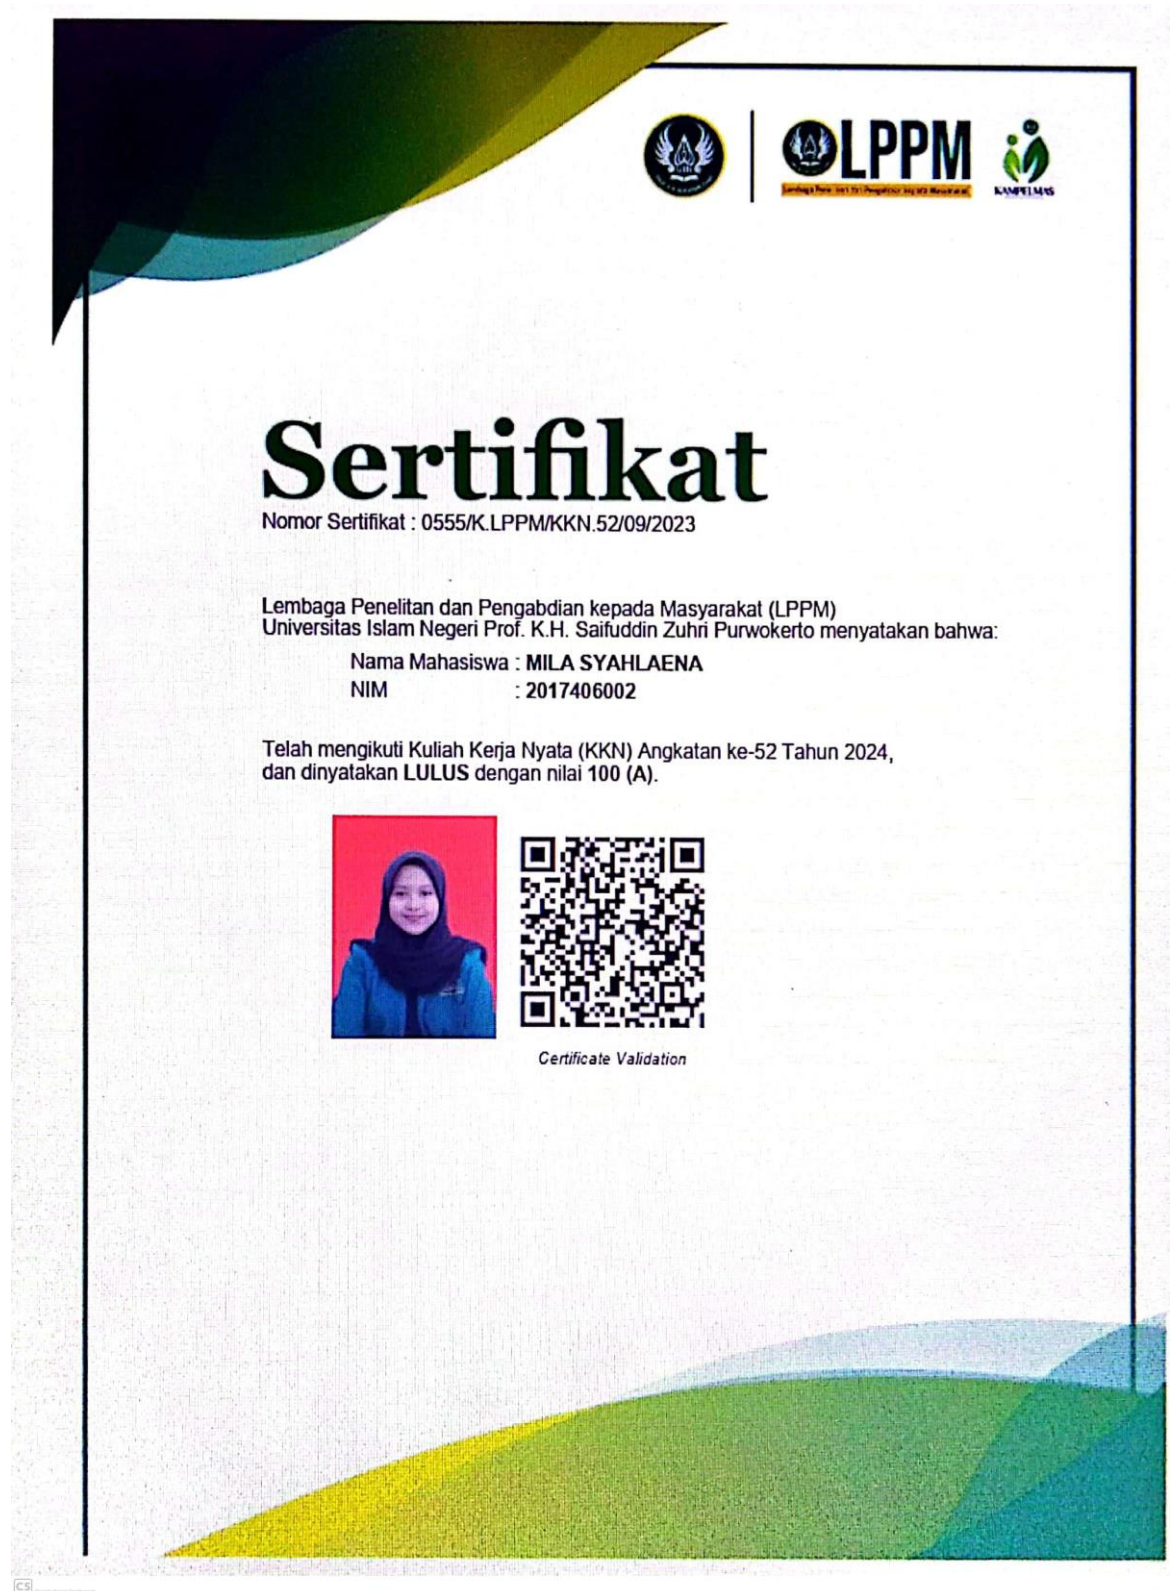 LPPM
KAMPELMAS
Sertifikat
Nomor Sertifikat : 0555/K.LPPM/KKN.52/09/2023
Lembaga Penelitan dan Pengabdian kepada Masyarakat (LPPM)
Universitas Islam Negeri Prof. K.H. Saifuddin Zuhri Purwokerto menyatakan bahwa:
Nama Mahasiswa : MILA SYAHLAENA
NIM : 2017406002
Telah mengikuti Kuliah Kerja Nyata (KKN) Angkatan ke-52 Tahun 2024,
dan dinyatakan LULUS dengan nilai 100 (A).
Certificate Validation
CS